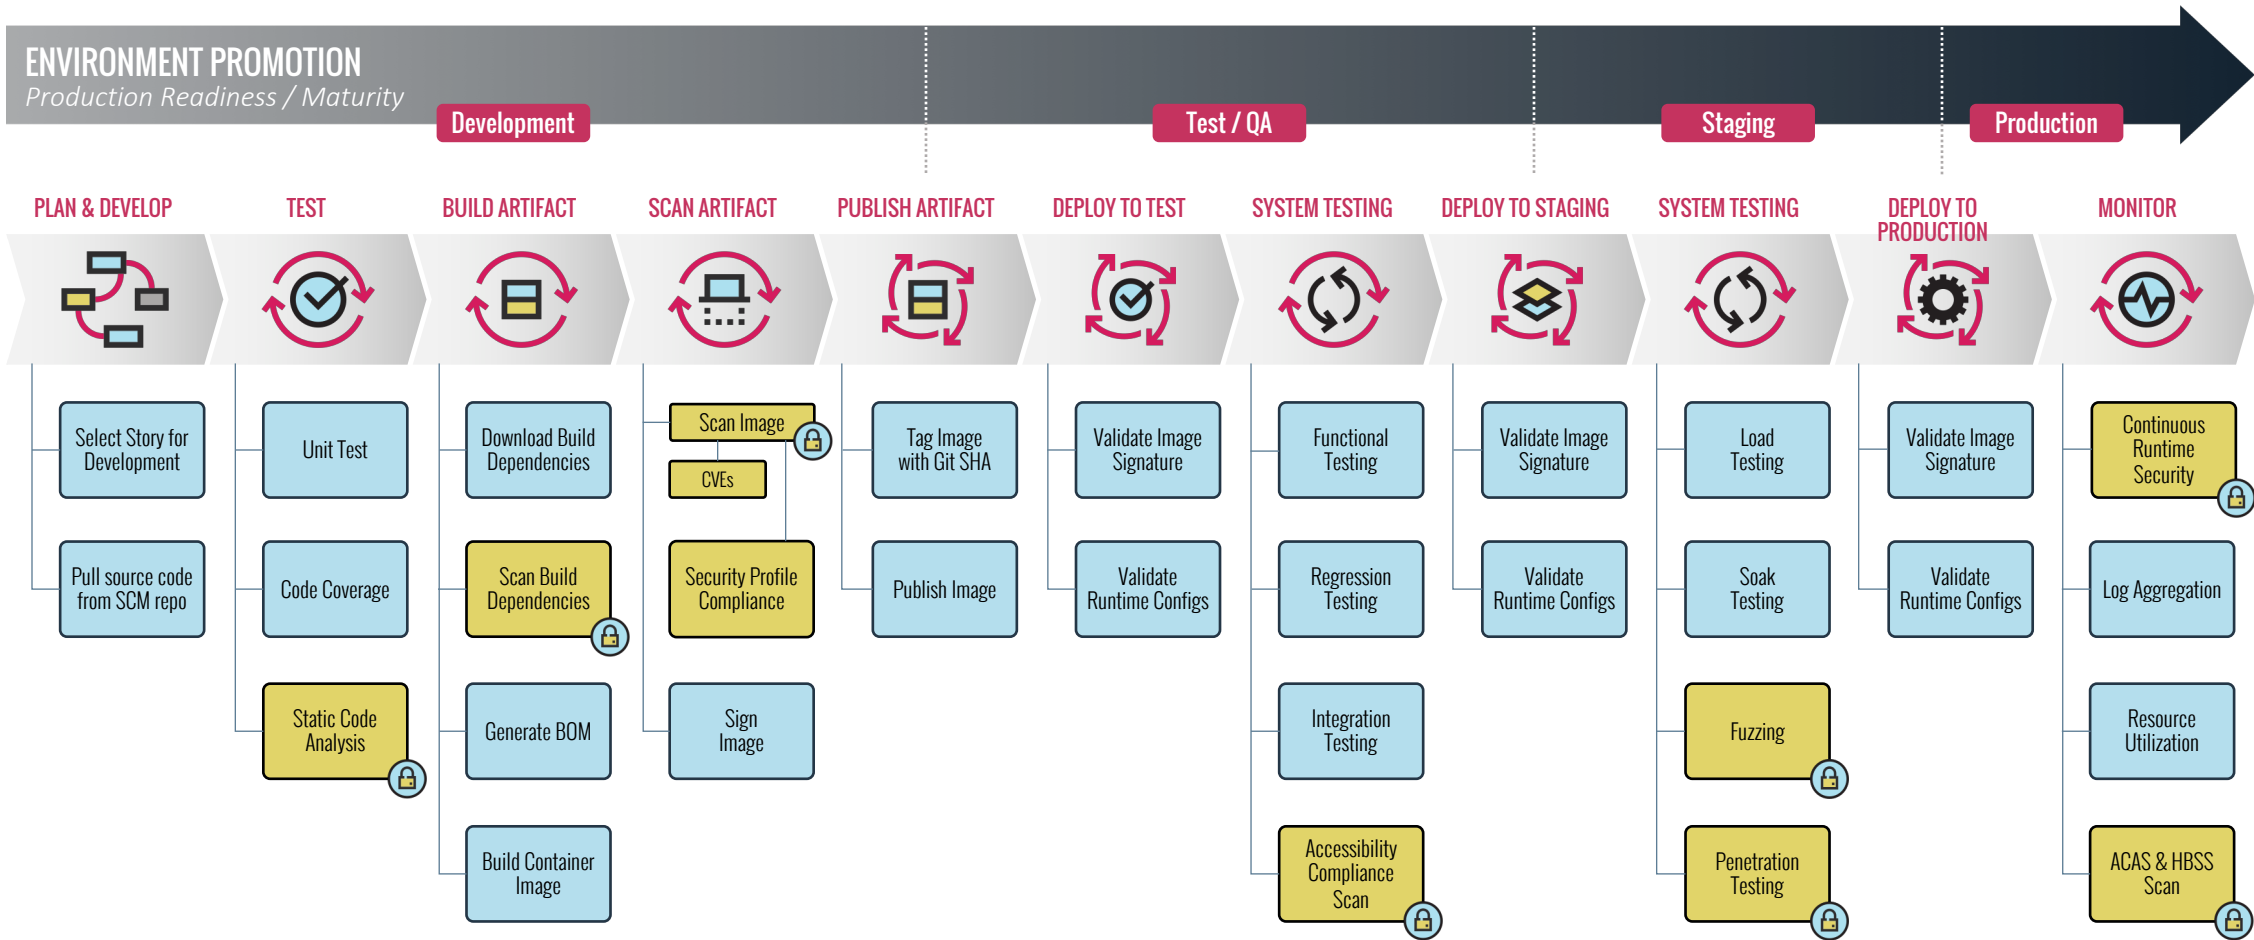 ENVIRONMENT PROMOTION
Production Readiness / Maturity
Development
Test / QA
Staging
Production
PLAN & DEVELOP
TEST
BUILD ARTIFACT
SCAN ARTIFACT
PUBLISH ARTIFACT
DEPLOY TO TEST
SYSTEM TESTING
DEPLOY TO STAGING
SYSTEM TESTING
DEPLOY TO
PRODUCTION
MONITOR
Select Story for
Development
Pull source code
from SCM repo
Unit Test
Code Coverage
Static Code
Analysis
Download Build
Dependencies
Scan Build
Dependencies
Generate BOM
Build Container
Image
Scan Image
CVEs
Security Profile
Compliance
Sign
Image
Tag Image
with Git SHA
Publish Image
Validate Image
Signature
Validate
Runtime Configs
Functional
Testing
Regression
Testing
Integration
Testing
Accessibility
Compliance
Scan
Validate Image
Signature
Validate
Runtime Configs
Load
Testing
Soak
Testing
Fuzzing
Penetration
Testing
Validate Image
Signature
Validate
Runtime Configs
Continuous
Runtime
Security
Log Aggregation
Resource
Utilization
ACAS & HBSS
Scan